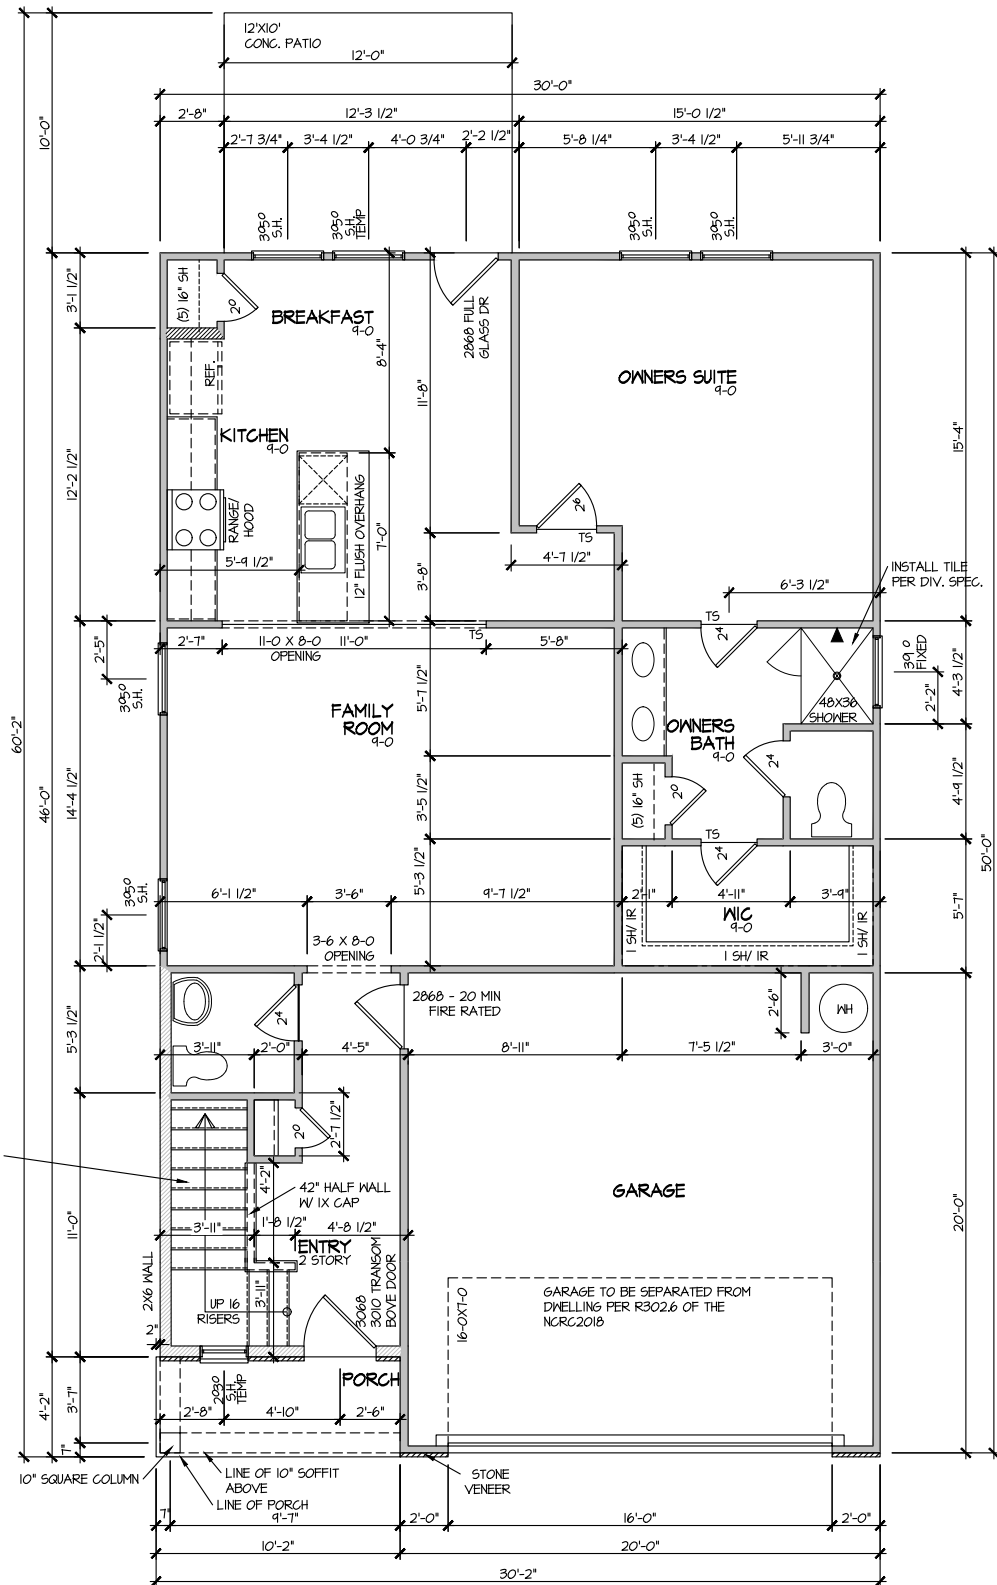 12'X10'
CONC. PATIO
12'-0"
30'-0"
2'-8"
12'-3 1/2"
15'-0 1/2"
2'-7 3/4"
3'-4 1/2"
4'-0 3/4"
2'-2 1/2"
5'-8 1/4"
3'-4 1/2"
5'-11 3/4"
10'-0"
3050
S.H.
3050
S.H.
TEMP
3050
S.H.
3050
S.H.
3'-1 1/2"
(5) 16" SH
20
BREAKFAST
9-0
2868 FULL
GLASS DR
8'-4"
11'-8"
REF.
OWNERS SUITE
9-0
KITCHEN
9-0
12'-2 1/2"
15'-4"
RANGE/
HOOD
12" FLUSH OVERHANG
7'-0"
26
TS
5'-9 1/2"
3'-8"
4'-7 1/2"
6'-3 1/2"
INSTALL TILE
PER DIV. SPEC.
2'-5"
2'-7"
11-0 X 8-0
OPENING
11'-0"
TS
5'-8"
TS
24
3050
S.H.
39 0
FIXED
4'-3 1/2"
2'-2"
5'-7 1/2"
48X36
SHOWER
FAMILY
ROOM
9-0
OWNERS
BATH
9-0
60'-2"
46'-0"
14'-4 1/2"
3'-5 1/2"
(5) 16" SH
20
24
4'-9 1/2"
TS
24
50'-0"
3050
S.H.
2'-1 1/2"
6'-1 1/2"
3'-6"
5'-3 1/2"
9'-7 1/2"
2'-1"
4'-11"
3'-9"
WIC
9-0
1 SH/ 1R
1 SH/ 1R
1 SH/ 1R
5'-7"
3-6 X 8-0
OPENING
2868 - 20 MIN
FIRE RATED
24
2'-6"
WH
5'-3 1/2"
3'-11"
2'-0"
4'-5"
8'-11"
7'-5 1/2"
3'-0"
20
2'-7 1/2"
4'-2"
42" HALF WALL
W/ 1X CAP
GARAGE
11'-0"
20'-0"
3'-11"
1'-8 1/2"
4'-8 1/2"
ENTRY
2 STORY
2X6 WALL
3'-11"
UP 16
RISERS
3068
3010 TRANSOM
BOVE DOOR
16-0X7-0
GARAGE TO BE SEPARATED FROM
DWELLING PER R302.6 OF THE
NCRC2018
2"
4'-2"
3'-7"
7"
2030
S.H.
TEMP
PORCH
2'-8"
4'-10"
2'-6"
10" SQUARE COLUMN
LINE OF 10" SOFFIT
ABOVE
LINE OF PORCH
STONE
VENEER
7"
9'-7"
2'-0"
16'-0"
2'-0"
10'-2"
20'-0"
30'-2"